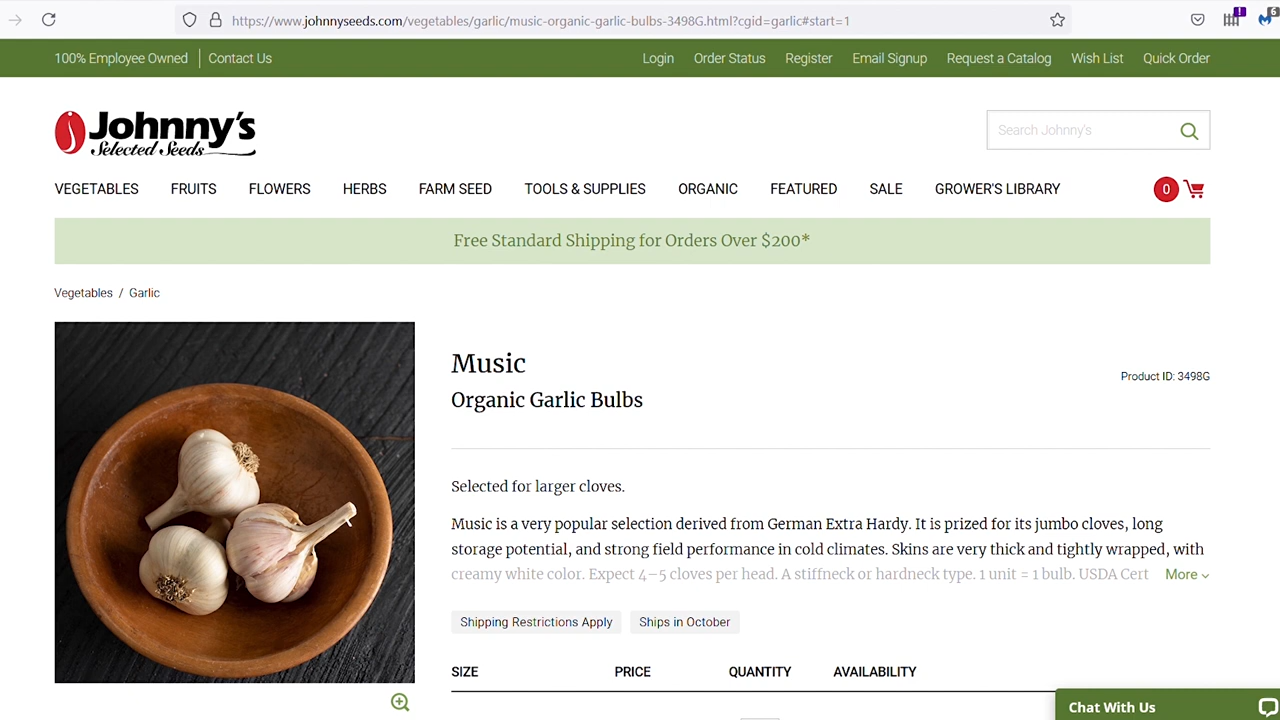 https://www.johnnyseeds.com/vegetables/garlic/music-organic-garlic-bulbs-3498G.html?cgid=garlic#start=1
!
6
100% Employee Owned Contact Us
Login Order Status Register Email Signup Request a Catalog Wish List Quick Order
Johnny's
Selected Seeds
Search Johnny's
VEGETABLES FRUITS FLOWERS HERBS FARM SEED TOOLS & SUPPLIES ORGANIC FEATURED SALE GROWER'S LIBRARY 0
Free Standard Shipping for Orders Over $200*
Vegetables / Garlic
Music
Product ID: 3498G
Organic Garlic Bulbs
Selected for larger cloves.
Music is a very popular selection derived from German Extra Hardy. It is prized for its jumbo cloves, long
storage potential, and strong field performance in cold climates. Skins are very thick and tightly wrapped, with
creamy white color. Expect 4–5 cloves per head. A stiffneck or hardneck type. 1 unit = 1 bulb. USDA Cert More
Shipping Restrictions Apply Ships in October
SIZE PRICE QUANTITY AVAILABILITY
Chat With Us